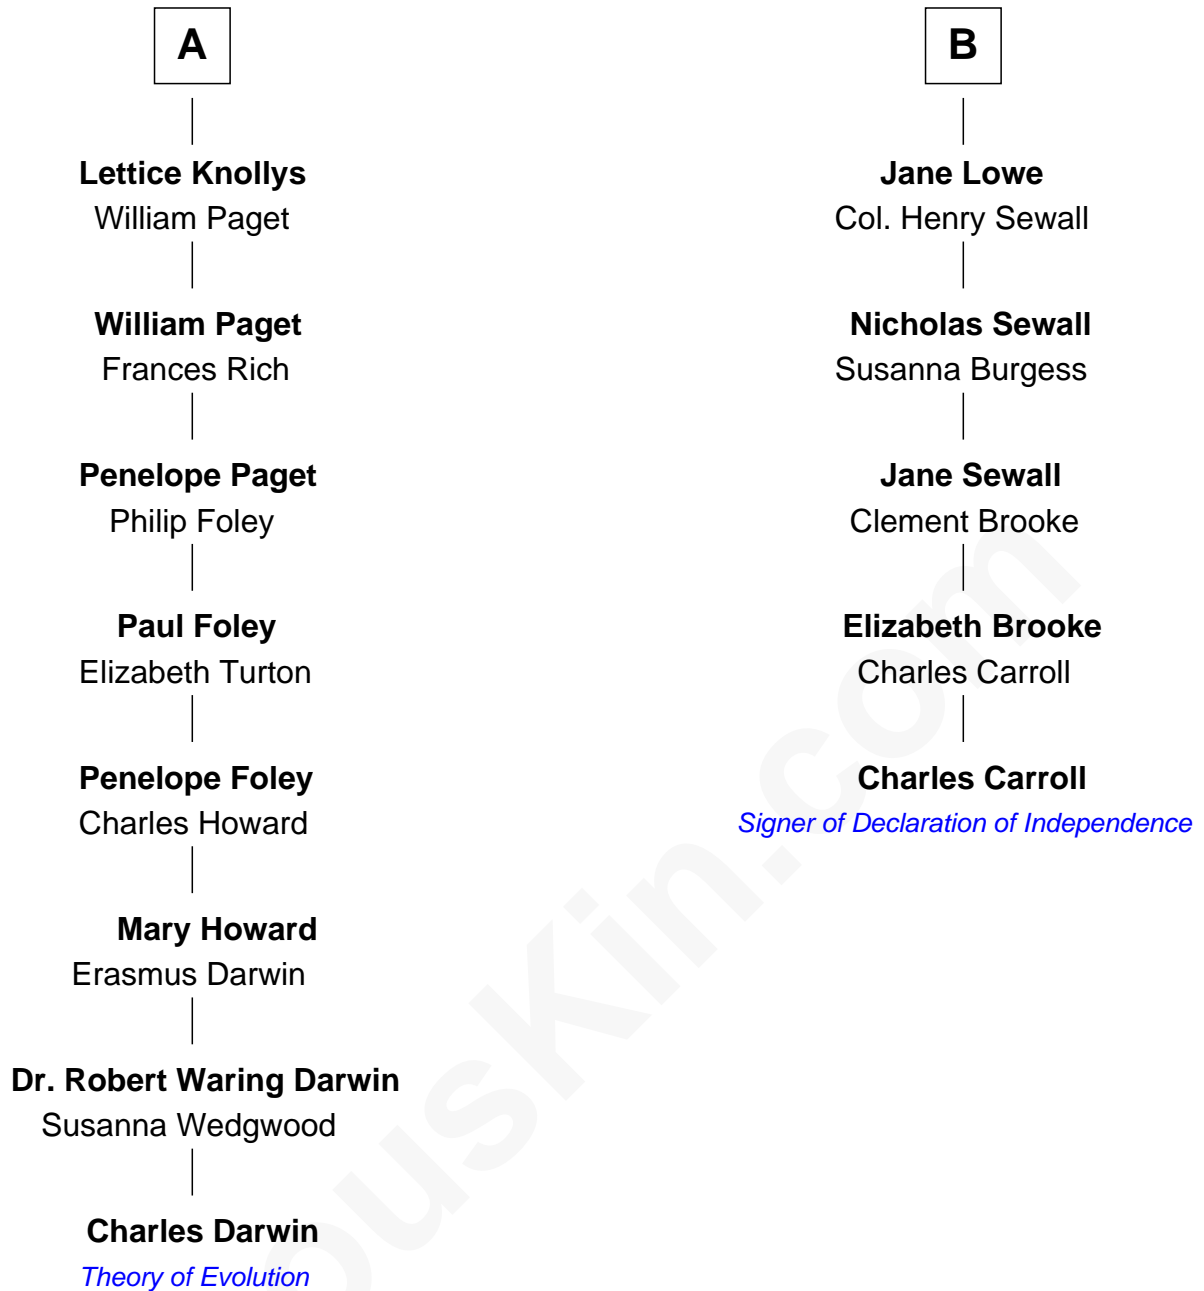 A
Lettice Knollys
William Paget
William Paget
Frances Rich
Penelope Paget
Philip Foley
Paul Foley
Elizabeth Turton
Penelope Foley
Charles Howard
Mary Howard
Erasmus Darwin
Dr. Robert Waring Darwin
Susanna Wedgwood
Charles Darwin
Theory of Evolution
B
Jane Lowe
Col. Henry Sewall
Nicholas Sewall
Susanna Burgess
Jane Sewall
Clement Brooke
Elizabeth Brooke
Charles Carroll
Charles Carroll
Signer of Declaration of Independence
ousKin.com